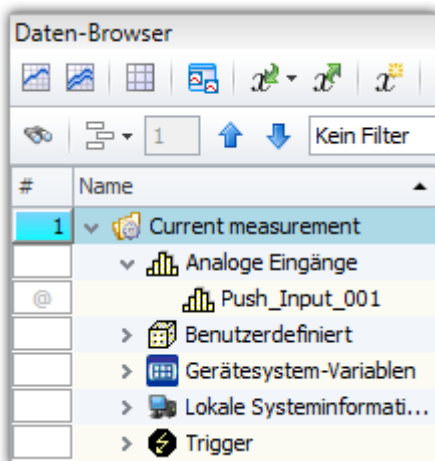 Daten-Browser
x x x
1 Kein Filter
# Name
1 Current measurement
Analoge Eingänge
@ Push_Input_001
Benutzerdefiniert
Gerätesystem-Variablen
Lokale Systeminformati...
Trigger